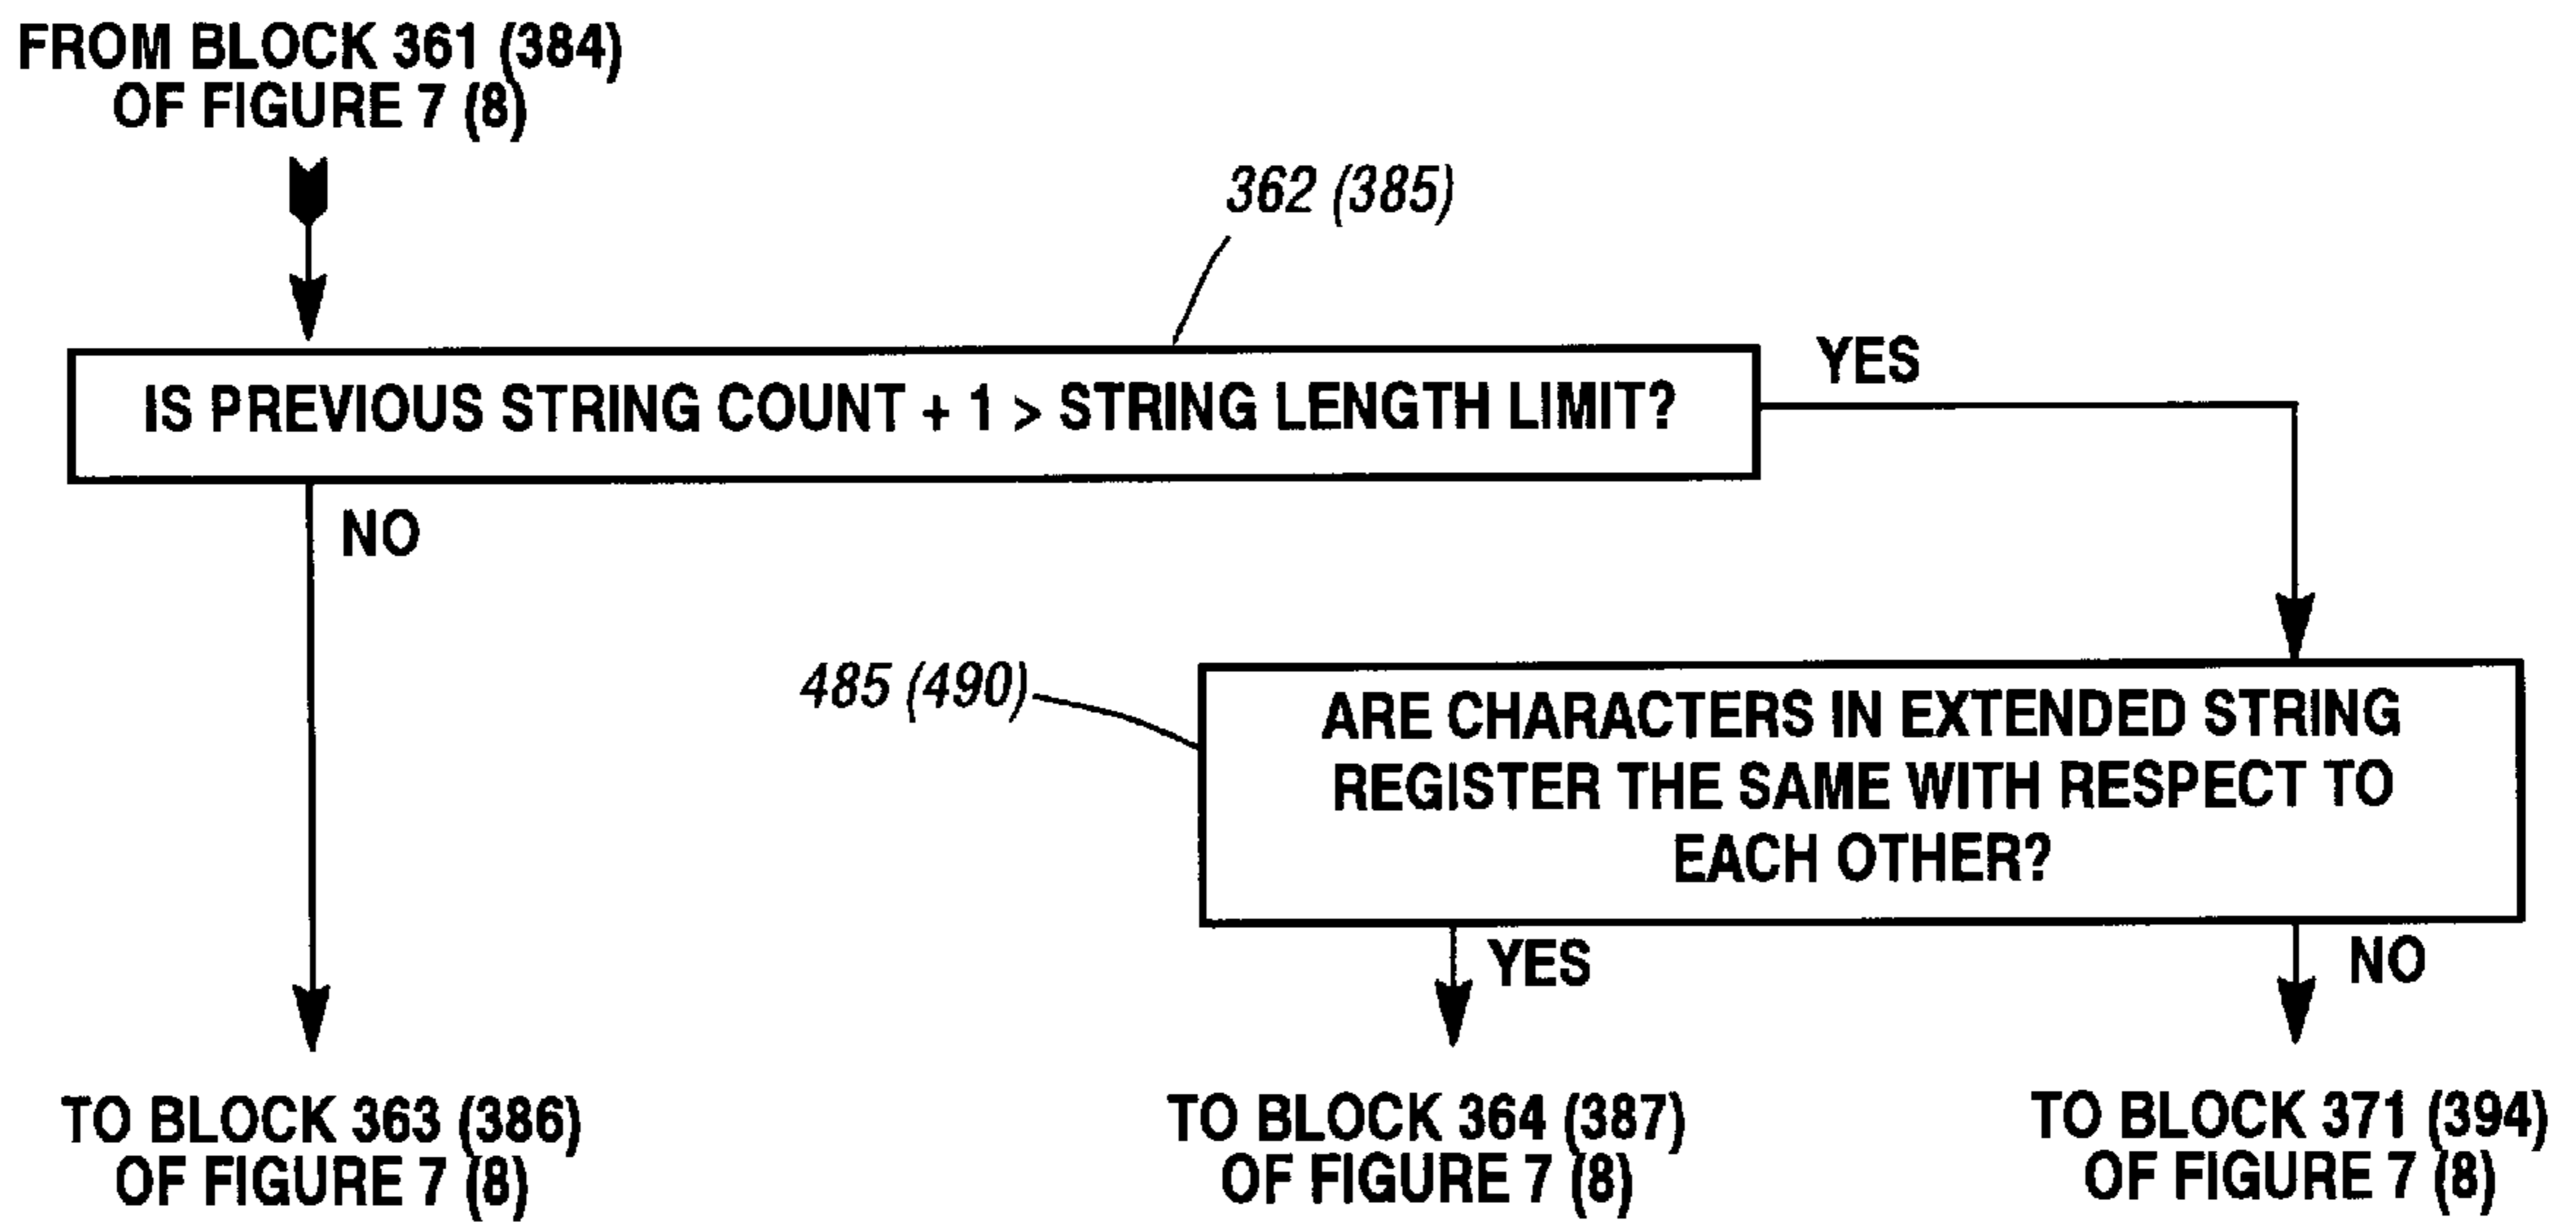 FROM BLOCK 361 (384)
OF FIGURE 7 (8)
362 (385)
IS PREVIOUS STRING COUNT + 1 > STRING LENGTH LIMIT?
YES
NO
485 (490)
ARE CHARACTERS IN EXTENDED STRING
REGISTER THE SAME WITH RESPECT TO
EACH OTHER?
YES
NO
TO BLOCK 363 (386)
OF FIGURE 7 (8)
TO BLOCK 364 (387)
OF FIGURE 7 (8)
TO BLOCK 371 (394)
OF FIGURE 7 (8)